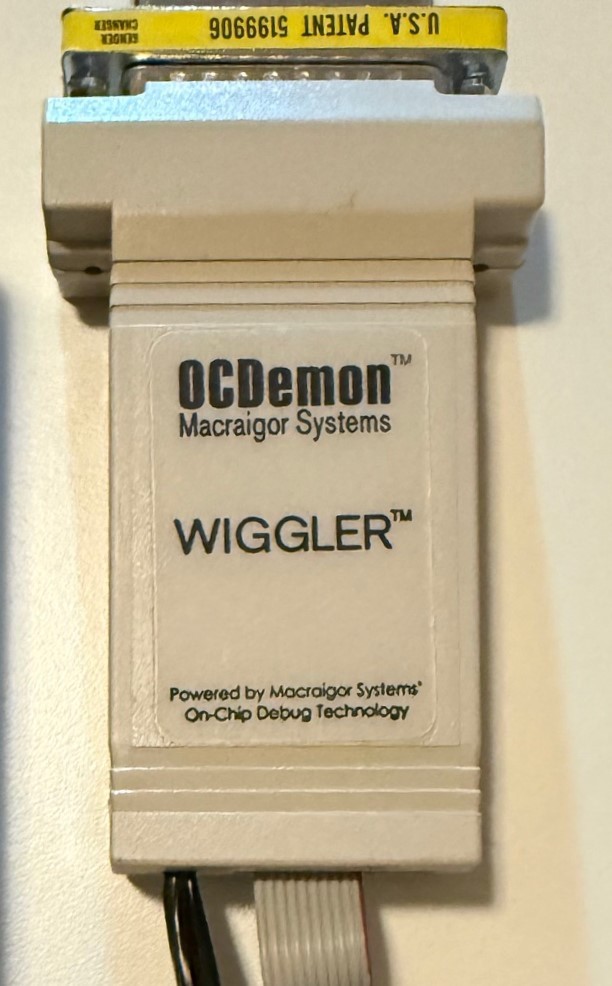 GENDER
CHANGER
U.S.A. PATENT 5199906
OCDemon™
Macraigor Systems
WIGGLER™
Powered by Macraigor Systems®
On-Chip Debug Technology